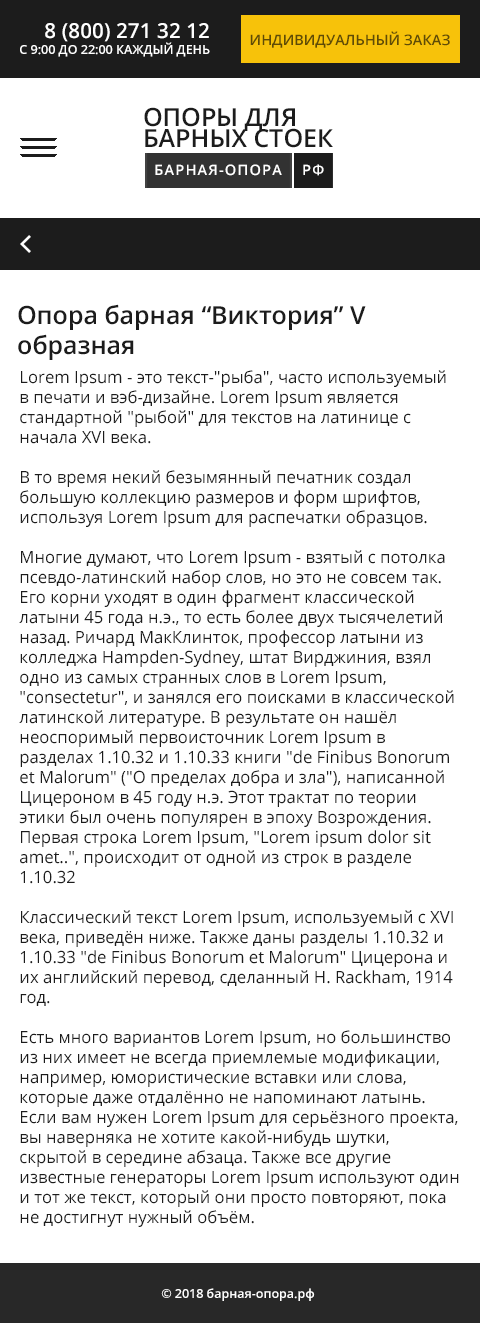 8 (800) 271 32 12
С 9:00 ДО 22:00 КАЖДЫЙ ДЕНЬ
ИНДИВИДУАЛЬНЫЙ ЗАКАЗ
ОПОРЫ ДЛЯ
БАРНЫХ СТОЕК
БАРНАЯ-ОПОРА РФ
Опора барная “Виктория” V
образная
Lorem Ipsum - это текст-"рыба", часто используемый
в печати и вэб-дизайне. Lorem Ipsum является
стандартной "рыбой" для текстов на латинице с
начала XVI века.
В то время некий безымянный печатник создал
большую коллекцию размеров и форм шрифтов,
используя Lorem Ipsum для распечатки образцов.
Многие думают, что Lorem Ipsum - взятый с потолка
псевдо-латинский набор слов, но это не совсем так.
Его корни уходят в один фрагмент классической
латыни 45 года н.э., то есть более двух тысячелетий
назад. Ричард МакКлинток, профессор латыни из
колледжа Hampden-Sydney, штат Вирджиния, взял
одно из самых странных слов в Lorem Ipsum,
"consectetur", и занялся его поисками в классической
латинской литературе. В результате он нашёл
неоспоримый первоисточник Lorem Ipsum в
разделах 1.10.32 и 1.10.33 книги "de Finibus Bonorum
et Malorum" ("О пределах добра и зла"), написанной
Цицероном в 45 году н.э. Этот трактат по теории
этики был очень популярен в эпоху Возрождения.
Первая строка Lorem Ipsum, "Lorem ipsum dolor sit
amet..", происходит от одной из строк в разделе
1.10.32
Классический текст Lorem Ipsum, используемый с XVI
века, приведён ниже. Также даны разделы 1.10.32 и
1.10.33 "de Finibus Bonorum et Malorum" Цицерона и
их английский перевод, сделанный H. Rackham, 1914
год.
Есть много вариантов Lorem Ipsum, но большинство
из них имеет не всегда приемлемые модификации,
например, юмористические вставки или слова,
которые даже отдалённо не напоминают латынь.
Если вам нужен Lorem Ipsum для серьёзного проекта,
вы наверняка не хотите какой-нибудь шутки,
скрытой в середине абзаца. Также все другие
известные генераторы Lorem Ipsum используют один
и тот же текст, который они просто повторяют, пока
не достигнут нужный объём.
© 2018 барная-опора.рф